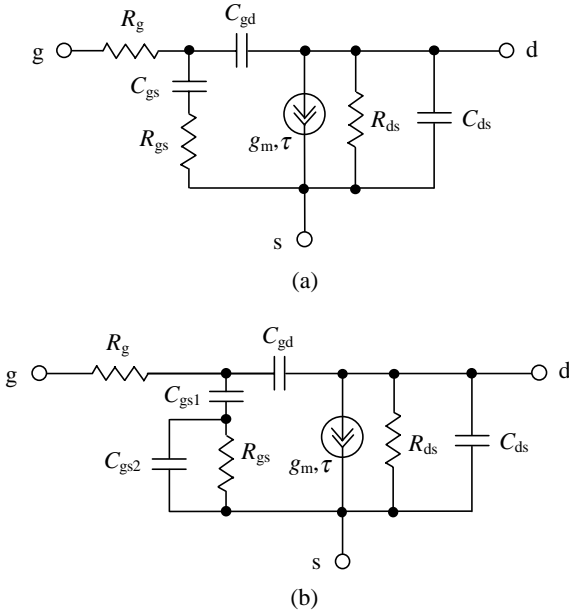 g
R_g
C_gd
d
C_gs
R_gs
g_m, τ
R_ds
C_ds
s
(a)
g
R_g
C_gd
d
C_gs1
C_gs2
R_gs
g_m, τ
R_ds
C_ds
s
(b)